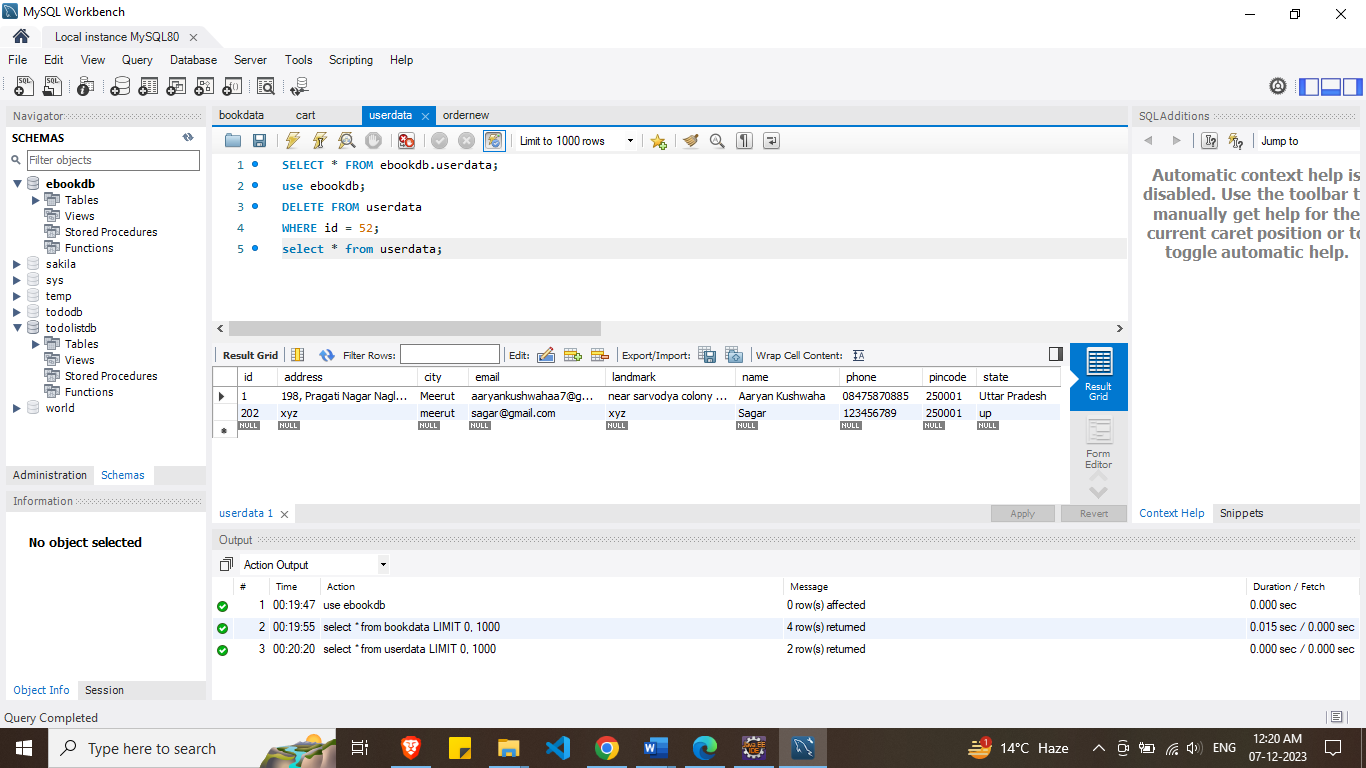 MySQL Workbench
Local instance MySQL80
File Edit View Query Database Server Tools Scripting Help
Navigator
SCHEMAS
Filter objects
ebookdb
Tables
Views
Stored Procedures
Functions
sakila
sys
temp
tododb
todolistdb
Tables
Views
Stored Procedures
Functions
world
Administration Schemas
Information
No object selected
Object Info Session
bookdata cart userdata ordernew
Limit to 1000 rows
1 SELECT * FROM ebookdb.userdata;
2 use ebookdb;
3 DELETE FROM userdata
4 WHERE id = 52;
5 select * from userdata;
Result Grid Filter Rows: Edit: Export/Import: Wrap Cell Content:
id address city email landmark name phone pincode state
1 198, Pragati Nagar Nagl... Meerut aaryankushwahaa7@g... near sarvodya colony ... Aaryan Kushwaha 08475870885 250001 Uttar Pradesh
202 xyz meerut sagar@gmail.com xyz Sagar 123456789 250001 up
NULL NULL NULL NULL NULL NULL NULL NULL NULL
Result Grid
Form Editor
userdata 1
Apply Revert
SQLAdditions
Jump to
Automatic context help is
disabled. Use the toolbar t
manually get help for the
current caret position or to
toggle automatic help.
Context Help Snippets
Output
Action Output
# Time Action Message Duration / Fetch
1 00:19:47 use ebookdb 0 row(s) affected 0.000 sec
2 00:19:55 select * from bookdata LIMIT 0, 1000 4 row(s) returned 0.015 sec / 0.000 sec
3 00:20:20 select * from userdata LIMIT 0, 1000 2 row(s) returned 0.000 sec / 0.000 sec
Query Completed
Type here to search
14°C Haze
ENG
12:20 AM
07-12-2023